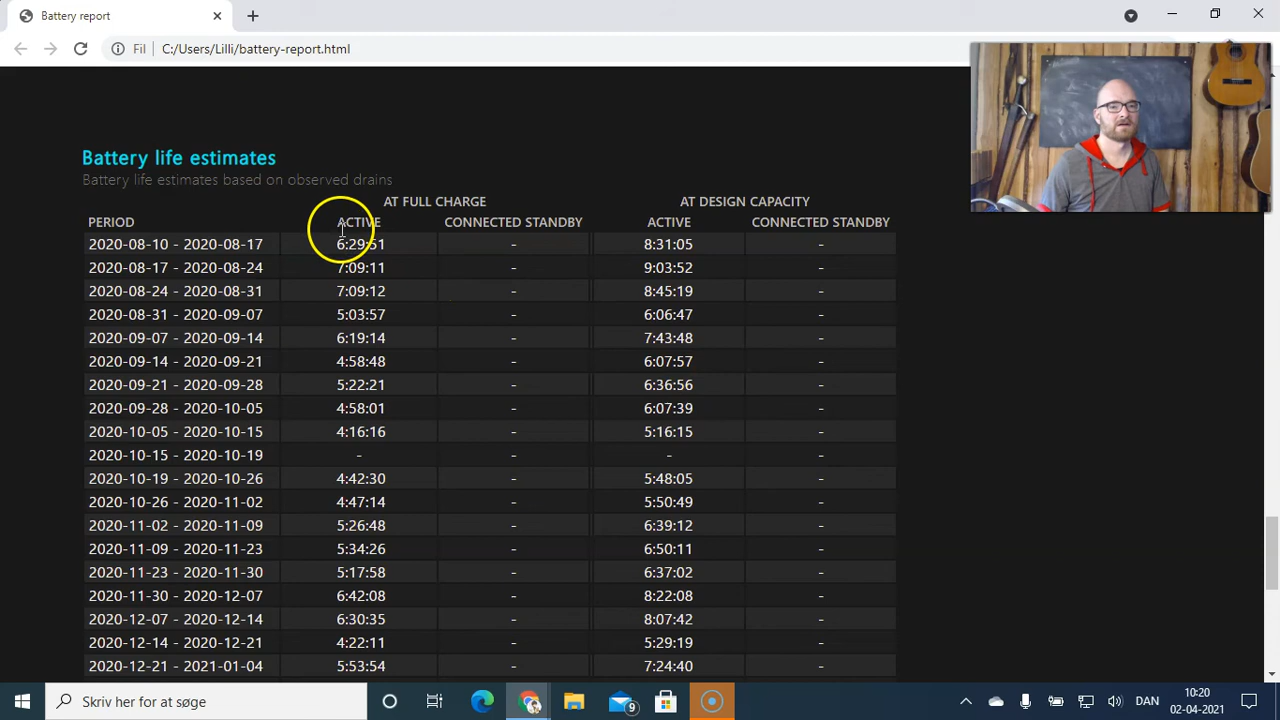 Battery report
Fil C:/Users/Lilli/battery-report.html
Battery life estimates
Battery life estimates based on observed drains
AT FULL CHARGE AT DESIGN CAPACITY
PERIOD ACTIVE CONNECTED STANDBY ACTIVE CONNECTED STANDBY
2020-08-10 - 2020-08-17 6:29:51 - 8:31:05 -
2020-08-17 - 2020-08-24 7:09:11 - 9:03:52 -
2020-08-24 - 2020-08-31 7:09:12 - 8:45:19 -
2020-08-31 - 2020-09-07 5:03:57 - 6:06:47 -
2020-09-07 - 2020-09-14 6:19:14 - 7:43:48 -
2020-09-14 - 2020-09-21 4:58:48 - 6:07:57 -
2020-09-21 - 2020-09-28 5:22:21 - 6:36:56 -
2020-09-28 - 2020-10-05 4:58:01 - 6:07:39 -
2020-10-05 - 2020-10-15 4:16:16 - 5:16:15 -
2020-10-15 - 2020-10-19 - - - -
2020-10-19 - 2020-10-26 4:42:30 - 5:48:05 -
2020-10-26 - 2020-11-02 4:47:14 - 5:50:49 -
2020-11-02 - 2020-11-09 5:26:48 - 6:39:12 -
2020-11-09 - 2020-11-23 5:34:26 - 6:50:11 -
2020-11-23 - 2020-11-30 5:17:58 - 6:37:02 -
2020-11-30 - 2020-12-07 6:42:08 - 8:22:08 -
2020-12-07 - 2020-12-14 6:30:35 - 8:07:42 -
2020-12-14 - 2020-12-21 4:22:11 - 5:29:19 -
2020-12-21 - 2021-01-04 5:53:54 - 7:24:40 -
Skriv her for at søge 9 DAN 10:20
02-04-2021